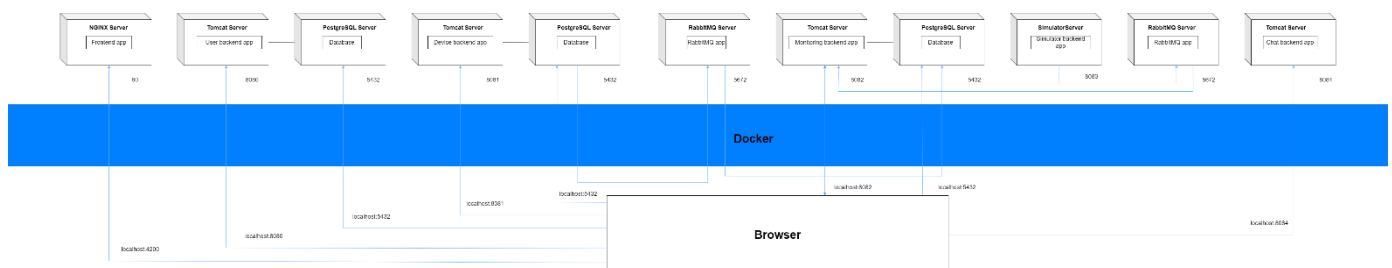 NGINX Server
Tomcat Server
PostgreSQL Server
Tomcat Server
PostgreSQL Server
RabbitMQ Server
Tomcat Server
PostgreSQL Server
SimulatorServer
RabbitMQ Server
Tomcat Server
Frontend app
User backend app
Database
Devise backend app
Database
RabbitMQ app
Monitoring backend app
Database
Simulator backend
app
RabbitMQ app
Chat backend app
80
8080
5432
8081
5432
5672
8082
5432
8083
5672
8081
Docker
localhost:5432
localhost:8082
localhost:5432
localhost:8081
localhost:5432
localhost:8084
Browser
localhost:8080
localhost:4200